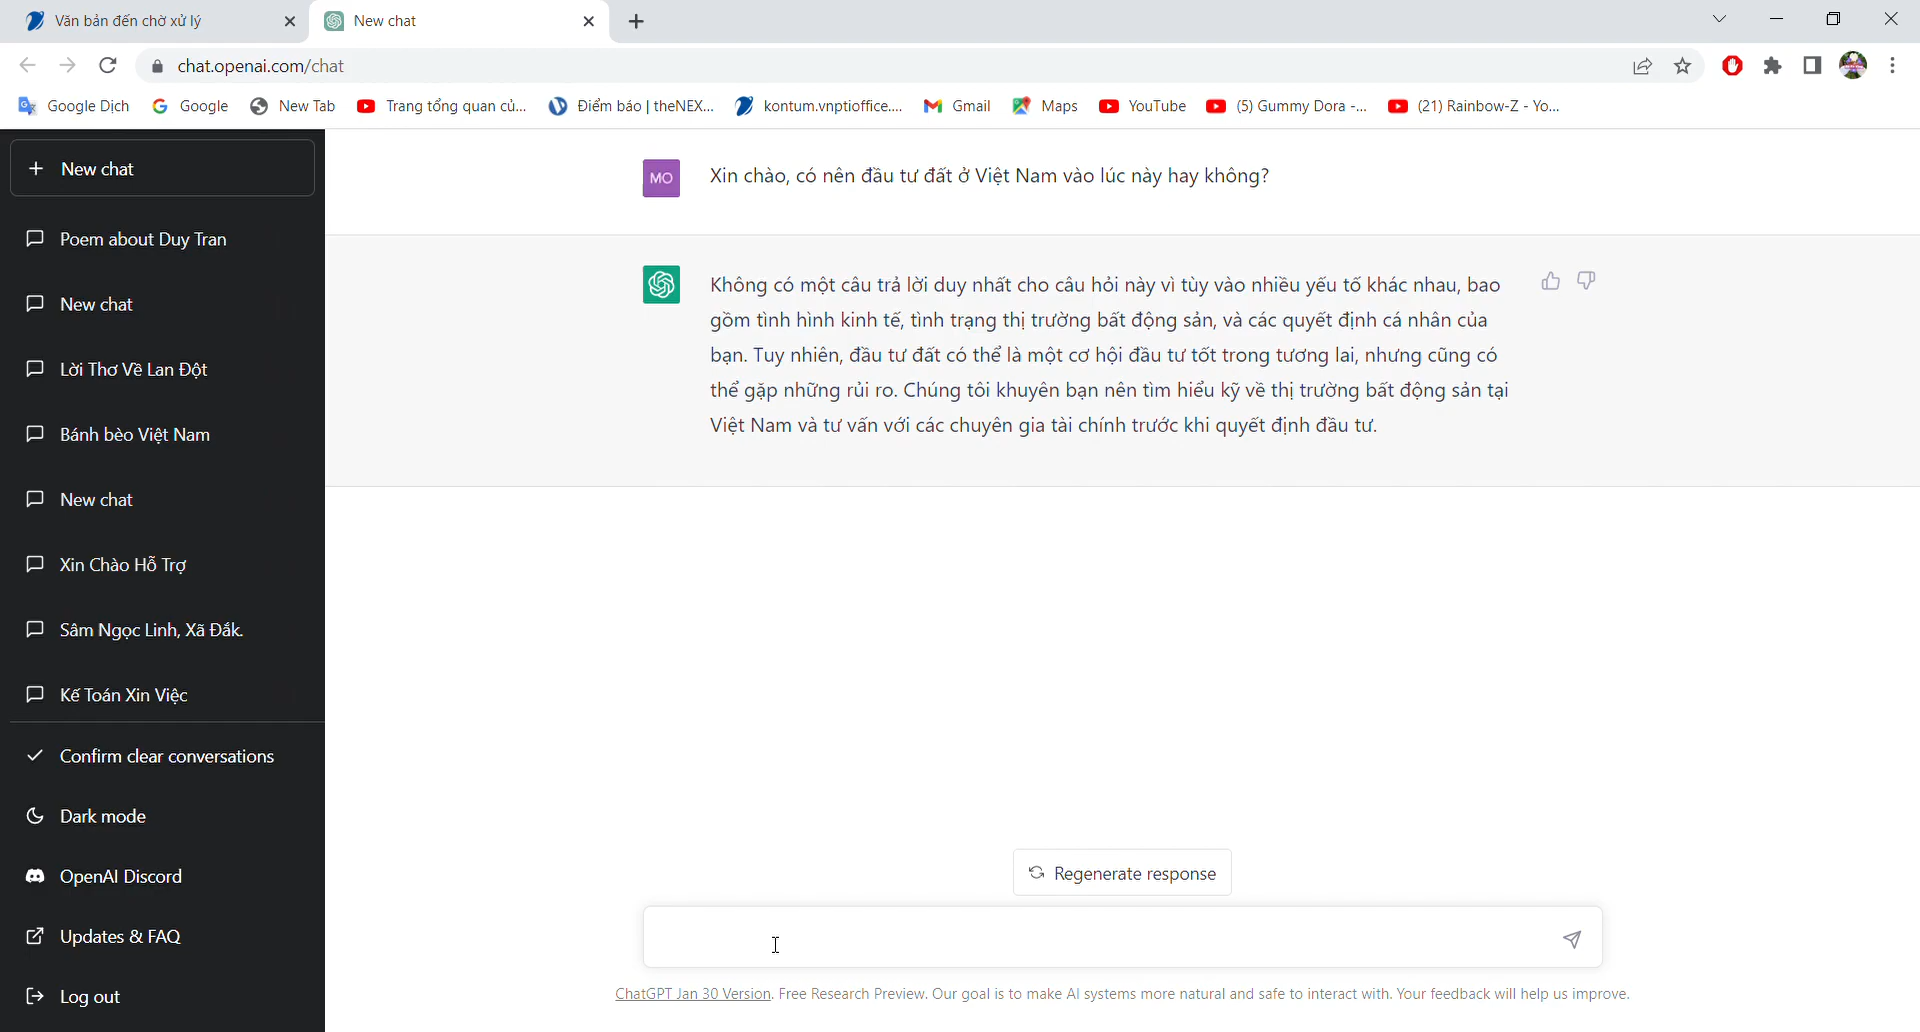 Văn bản đến chờ xử lý
New chat
chat.openai.com/chat
Google Dịch
Google
New Tab
Trang tổng quan củ...
Điểm báo | theNEX...
kontum.vnptioffice....
Gmail
Maps
YouTube
(5) Gummy Dora -...
(21) Rainbow-Z - Yo...
New chat
Poem about Duy Tran
New chat
Lời Thơ Về Lan Đột
Bánh bèo Việt Nam
New chat
Xin Chào Hỗ Trợ
Sâm Ngọc Linh, Xã Đắk.
Kế Toán Xin Việc
Confirm clear conversations
Dark mode
OpenAI Discord
Updates & FAQ
Log out
MO
Xin chào, có nên đầu tư đất ở Việt Nam vào lúc này hay không?
Không có một câu trả lời duy nhất cho câu hỏi này vì tùy vào nhiều yếu tố khác nhau, bao
gồm tình hình kinh tế, tình trạng thị trường bất động sản, và các quyết định cá nhân của
bạn. Tuy nhiên, đầu tư đất có thể là một cơ hội đầu tư tốt trong tương lai, nhưng cũng có
thể gặp những rủi ro. Chúng tôi khuyên bạn nên tìm hiểu kỹ về thị trường bất động sản tại
Việt Nam và tư vấn với các chuyên gia tài chính trước khi quyết định đầu tư.
Regenerate response
ChatGPT Jan 30 Version. Free Research Preview. Our goal is to make AI systems more natural and safe to interact with. Your feedback will help us improve.